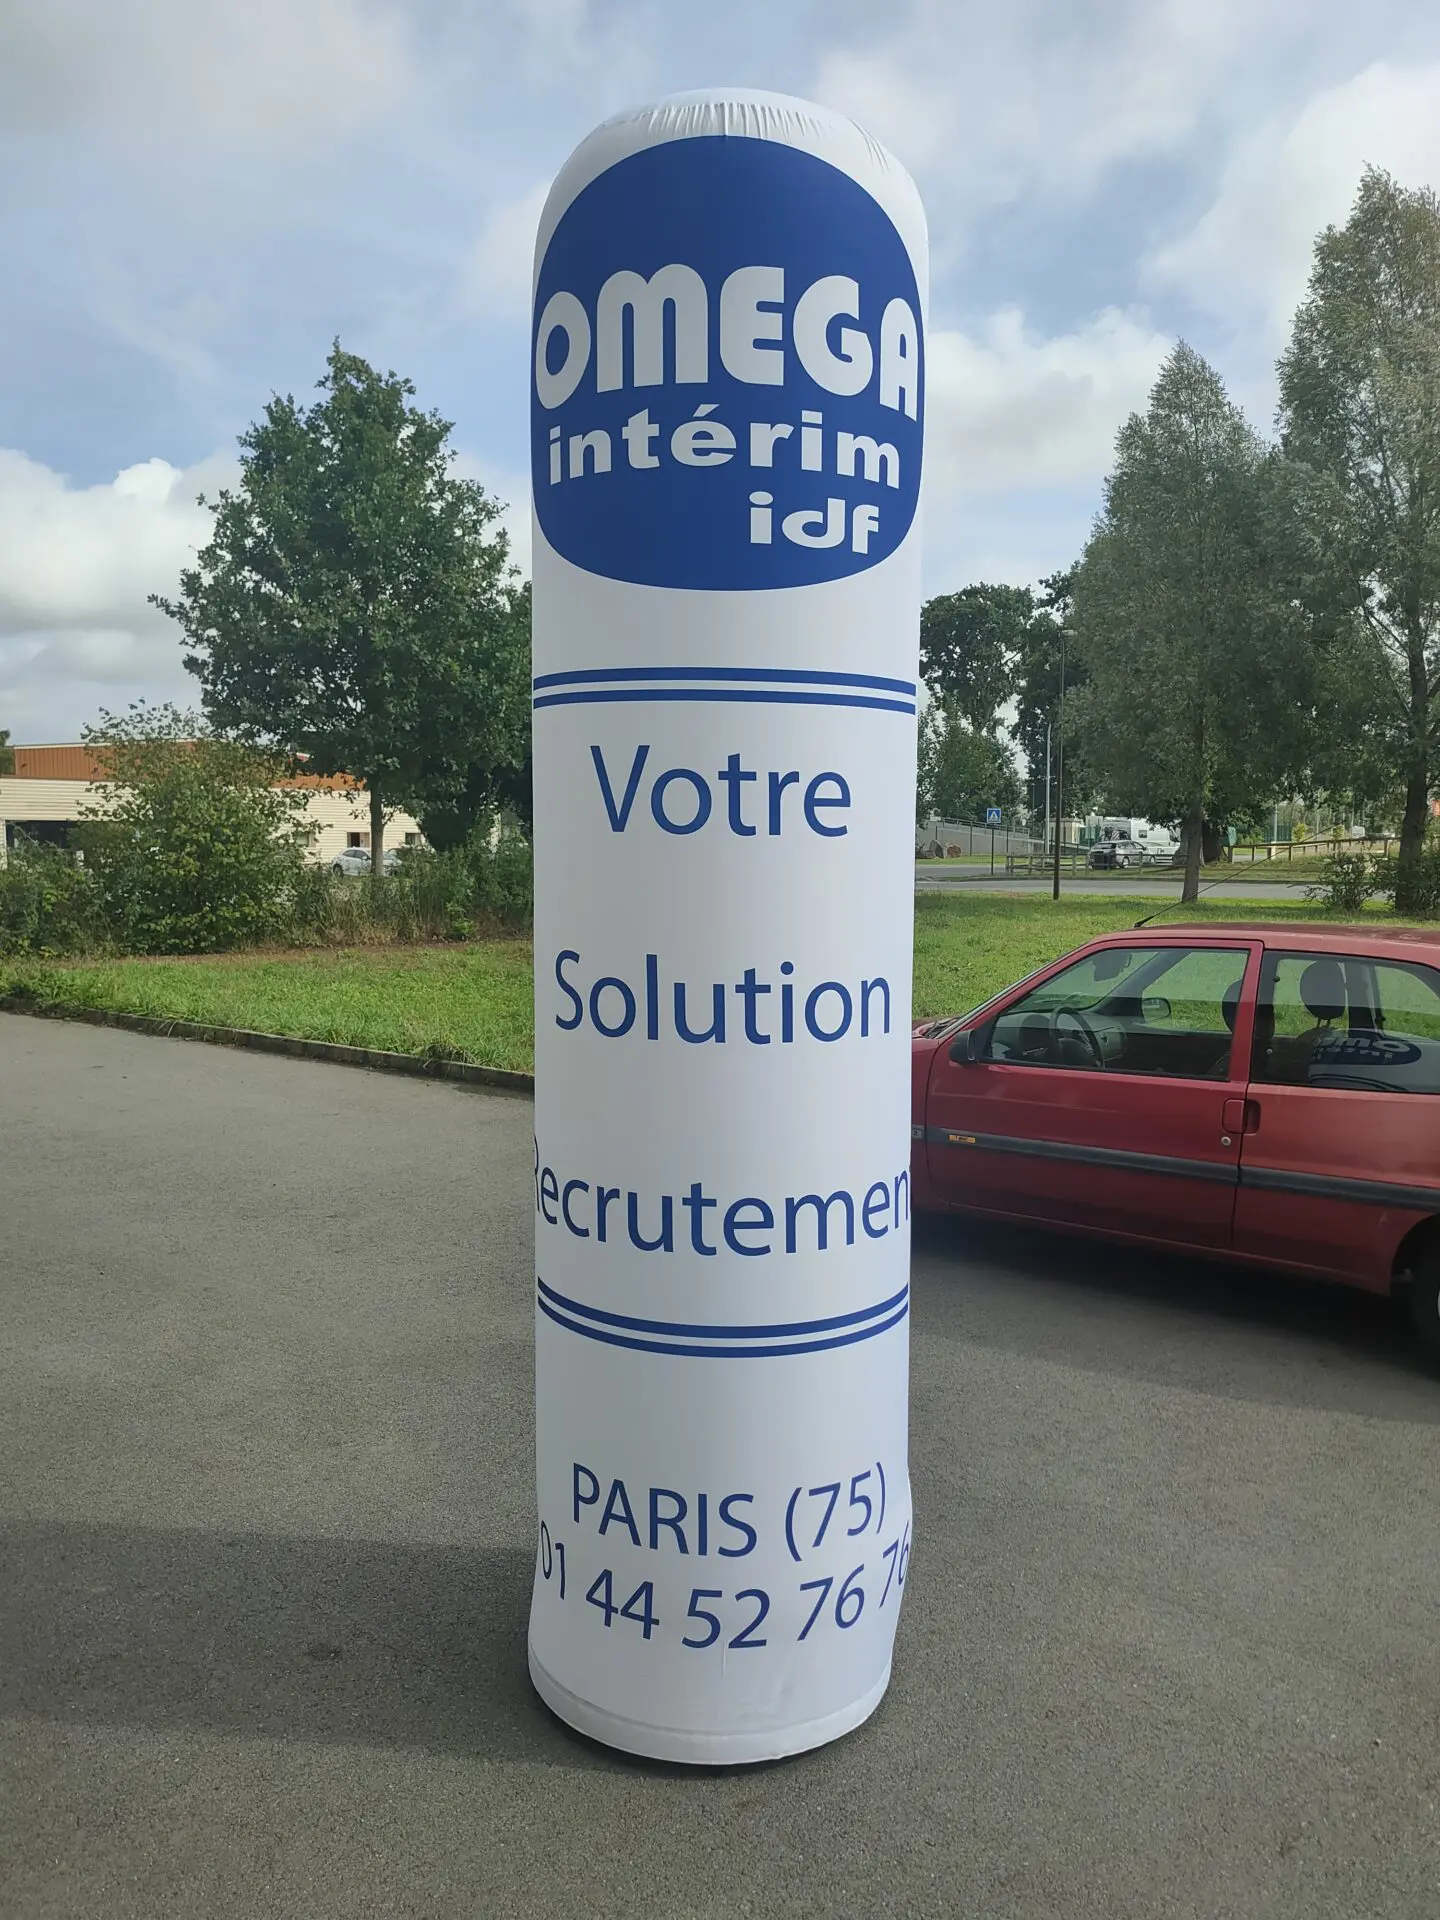 OMEGA
intérim
idf
Votre
Solution
Recrutement
PARIS (75)
01 44 52 76 76